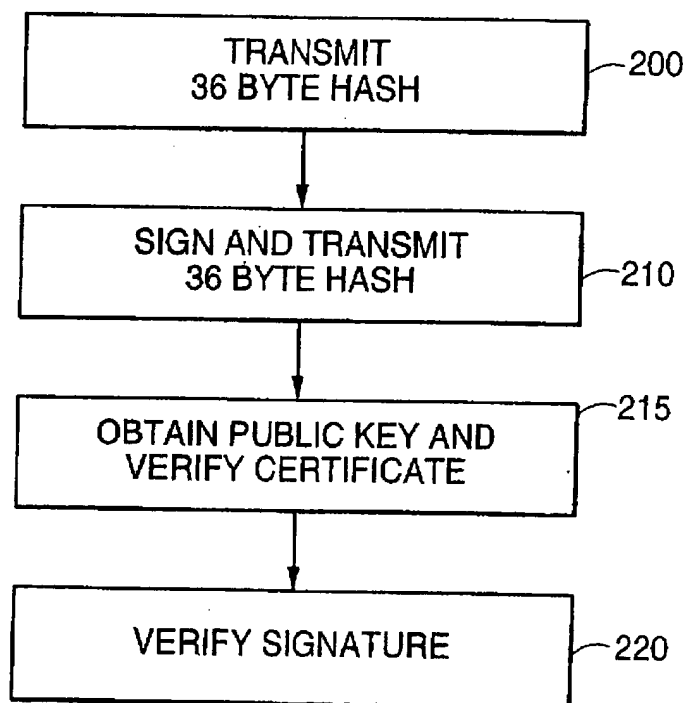 TRANSMIT
36 BYTE HASH
200
SIGN AND TRANSMIT
36 BYTE HASH
210
OBTAIN PUBLIC KEY AND
VERIFY CERTIFICATE
215
VERIFY SIGNATURE
220